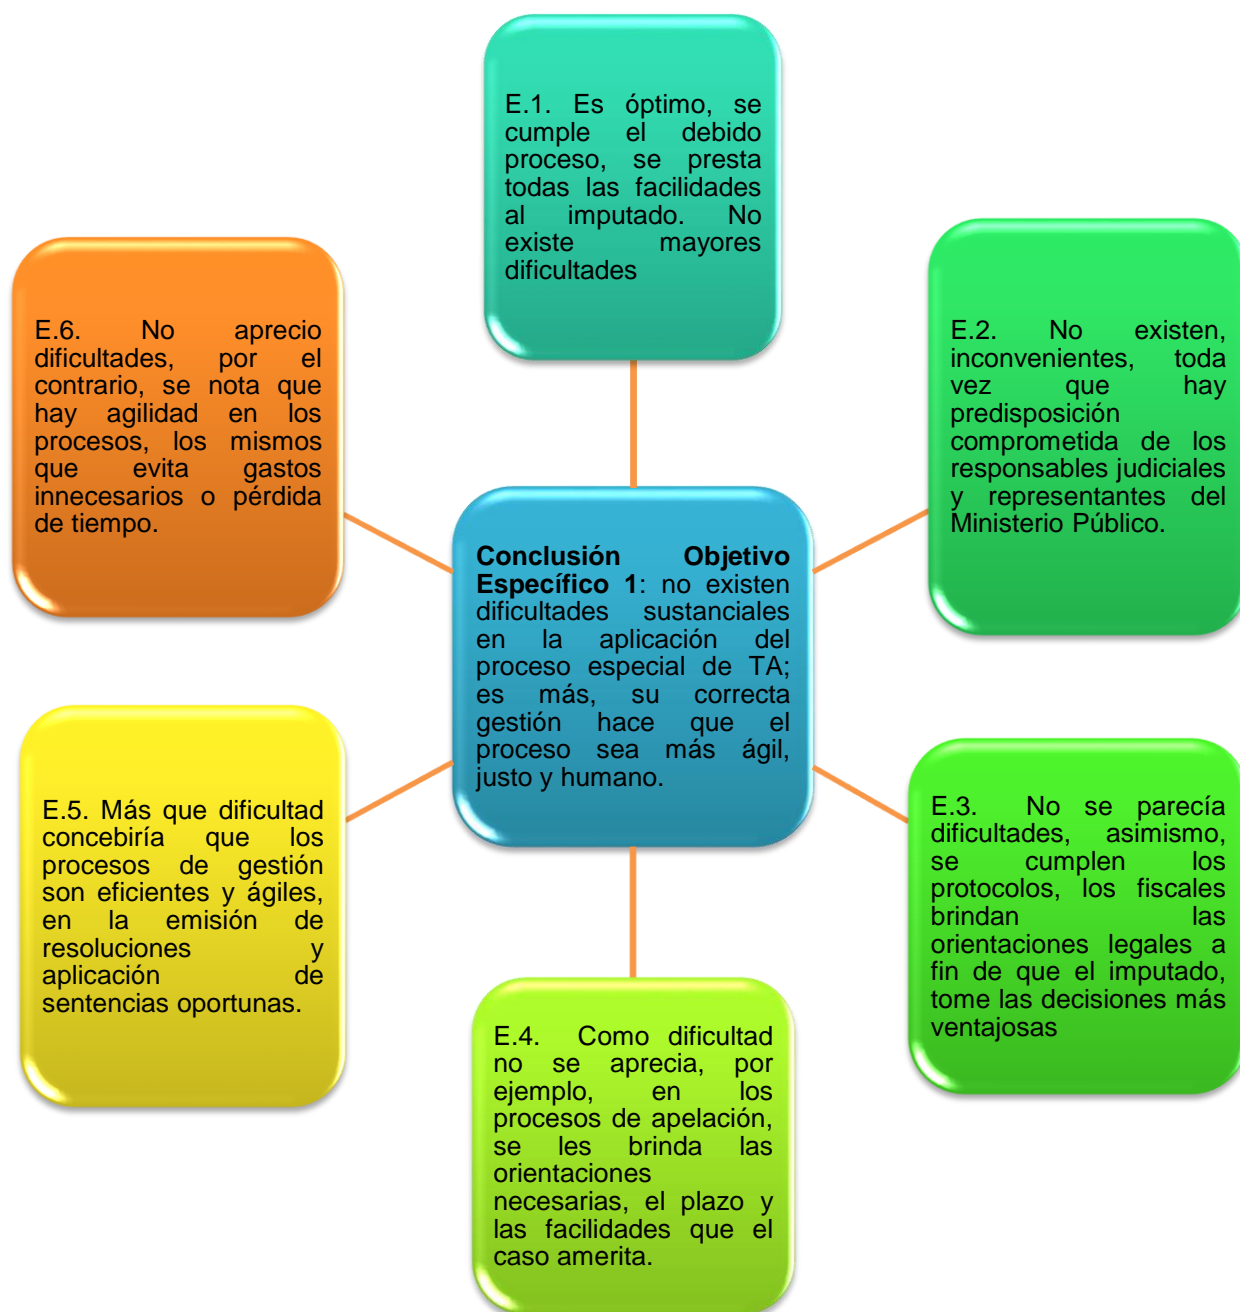 E.1. Es óptimo, se
cumple el debido
proceso, se presta
todas las facilidades
al imputado. No
existe mayores
dificultades
E.2. No existen,
inconvenientes, toda
vez que hay
predisposición
comprometida de los
responsables judiciales
y representantes del
Ministerio Público.
E.3. No se parecía
dificultades, asimismo,
se cumplen los
protocolos, los fiscales
brindan las
orientaciones legales a
fin de que el imputado,
tome las decisiones más
ventajosas
E.4. Como dificultad
no se aprecia, por
ejemplo, en los
procesos de apelación,
se les brinda las
orientaciones
necesarias, el plazo y
las facilidades que el
caso amerita.
E.5. Más que dificultad
concebiría que los
procesos de gestión
son eficientes y ágiles,
en la emisión de
resoluciones y
aplicación de
sentencias oportunas.
E.6. No aprecio
dificultades, por el
contrario, se nota que
hay agilidad en los
procesos, los mismos
que evita gastos
innecesarios o pérdida
de tiempo.
Conclusión Objetivo
Específico 1: no existen
dificultades sustanciales
en la aplicación del
proceso especial de TA;
es más, su correcta
gestión hace que el
proceso sea más ágil,
justo y humano.